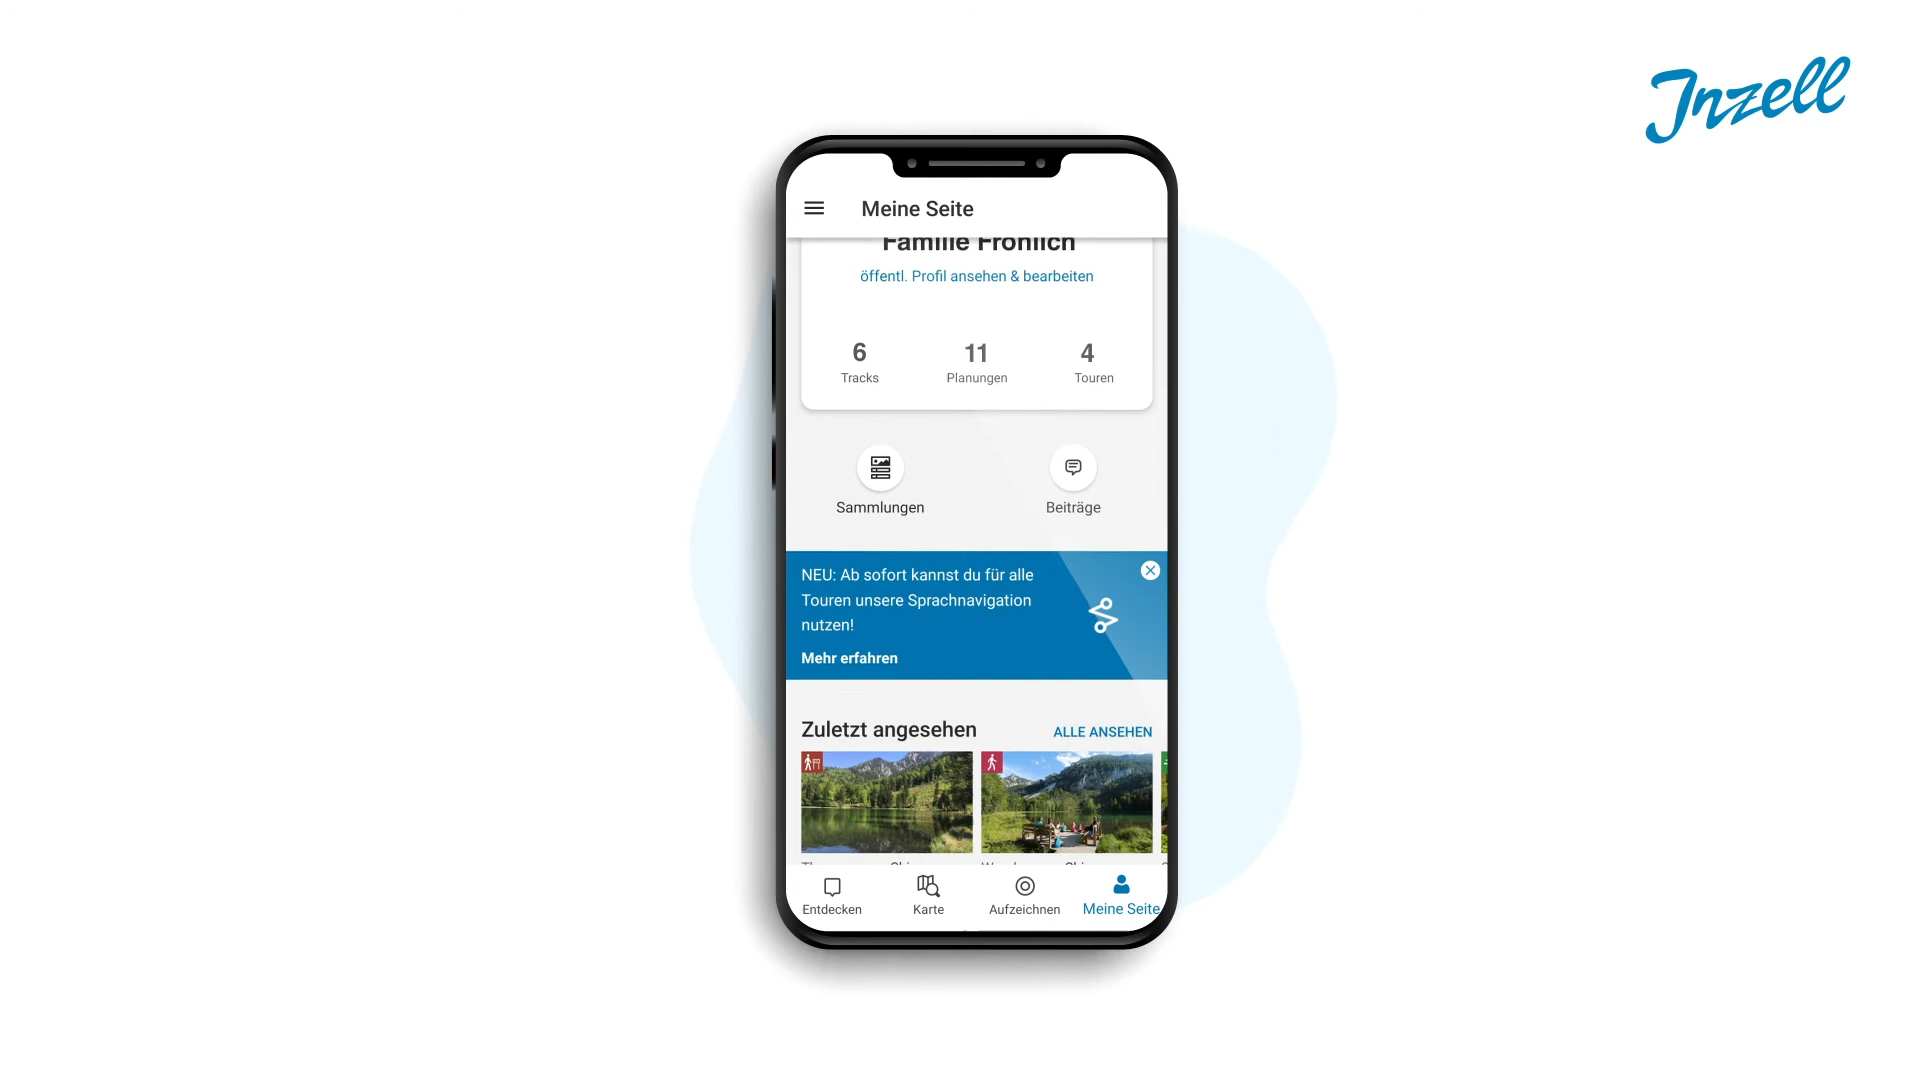 Inzell
Meine Seite
Familie Fröhlich
öffentl. Profil ansehen & bearbeiten
6 11 4
Tracks Planungen Touren
Sammlungen Beiträge
NEU: Ab sofort kannst du für alle
Touren unsere Sprachnavigation
nutzen!
Mehr erfahren
Zuletzt angesehen ALLE ANSEHEN
Entdecken Karte Aufzeichnen Meine Seite